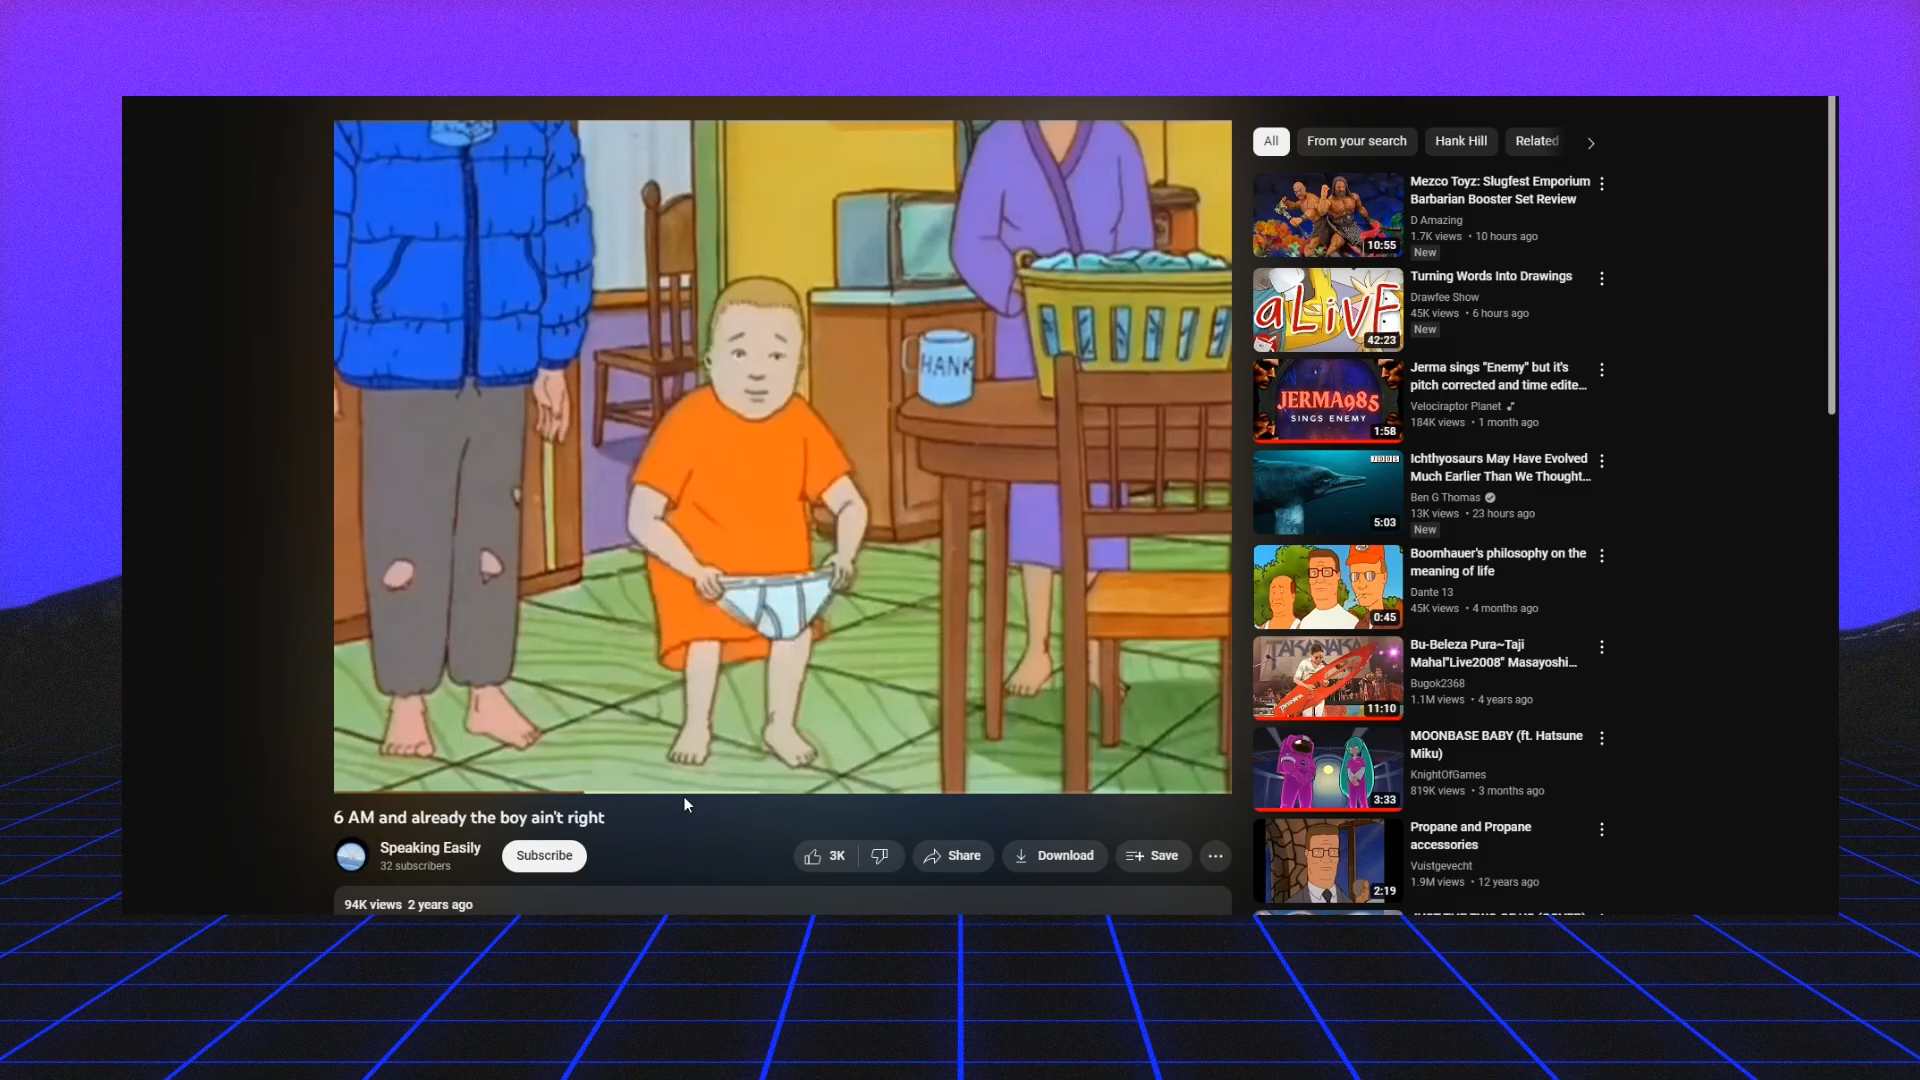 HANK
6 AM and already the boy ain't right
Speaking Easily
32 subscribers
Subscribe
3K
Share
Download
Save
94K views 2 years ago
All
From your search
Hank Hill
Related
10:55
Mezco Toyz: Slugfest Emporium
Barbarian Booster Set Review
D Amazing
1.7K views • 10 hours ago
New
aLiVE
42:23
Turning Words Into Drawings
Drawfee Show
45K views • 6 hours ago
New
JERMA985
SINGS ENEMY
1:58
Jerma sings "Enemy" but it's
pitch corrected and time edite...
Velociraptor Planet
184K views • 1 month ago
5:03
Ichthyosaurs May Have Evolved
Much Earlier Than We Thought...
Ben G Thomas
13K views • 23 hours ago
New
0:45
Boomhauer's philosophy on the
meaning of life
Dante 13
45K views • 4 months ago
TAKANAKA
11:10
Bu-Beleza Pura~Taji
Mahal"Live2008" Masayoshi...
Bugok2368
1.1M views • 4 years ago
3:33
MOONBASE BABY (ft. Hatsune
Miku)
KnightOfGames
819K views • 3 months ago
2:19
Propane and Propane
accessories
Vuistgevecht
1.9M views • 12 years ago